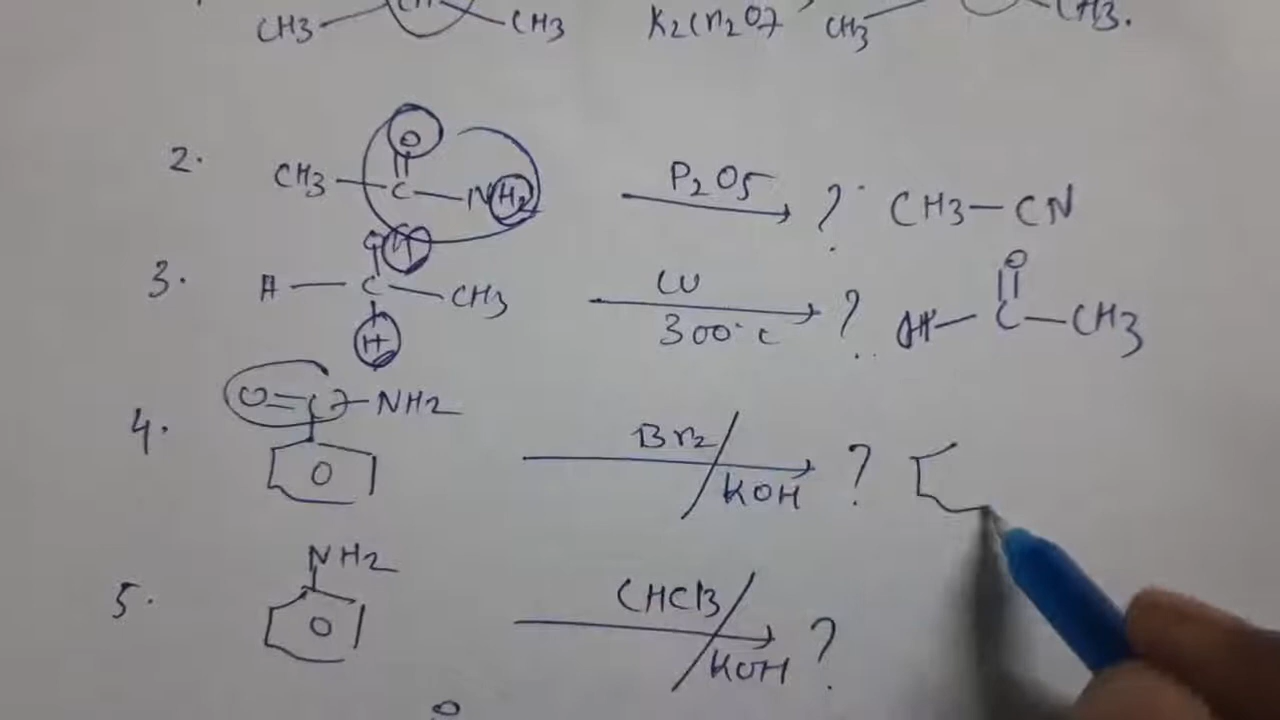 CH3 CH CH3 K2Cr2O7 CH3 CH3.
O
2. CH3 — C — NH2 P2O5 ? CH3 — CN
OH O
3. H — C — CH3 CU ? H — C — CH3
H 300°C
4. O=C — NH2 Br2/KOH ?
O
NH2
5. O CHCl3/KOH ?
O